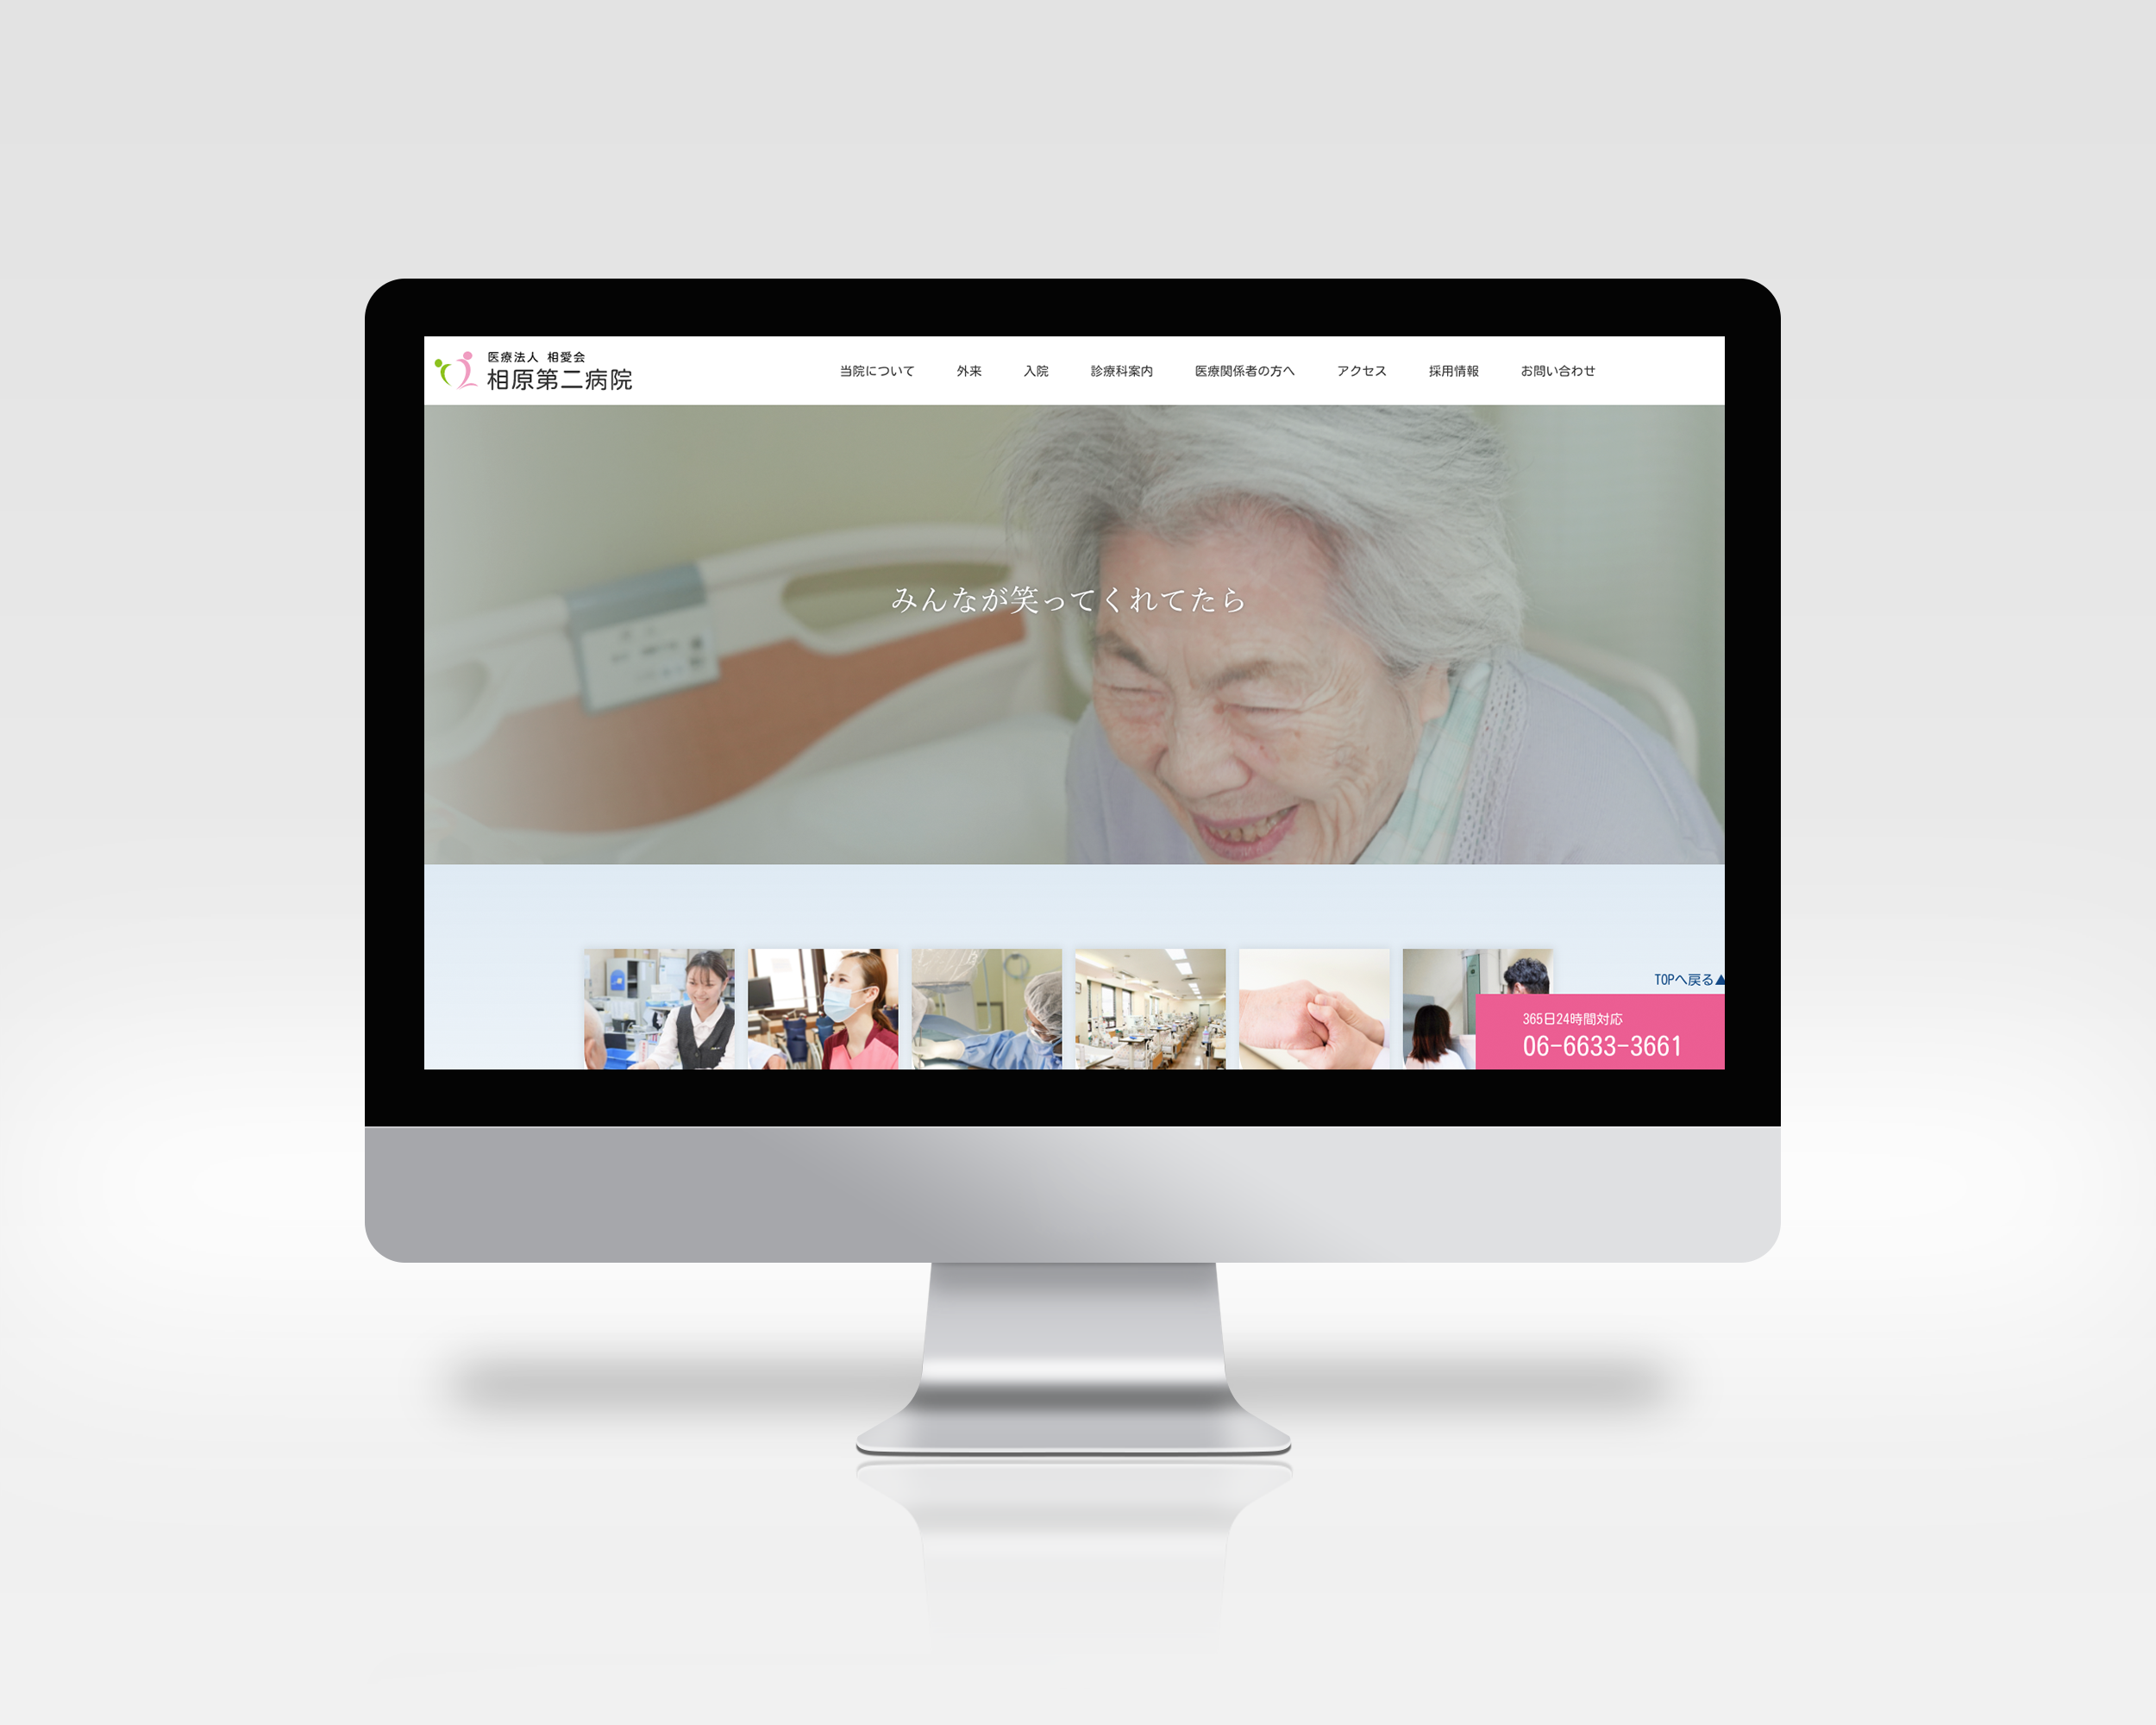 医療法人 相愛会
相原第二病院
当院について 外来 入院 診療科案内 医療関係者の方へ アクセス 採用情報 お問い合わせ
みんなが笑ってくれてたら
TOPへ戻る▲
365日24時間対応
06-6633-3661